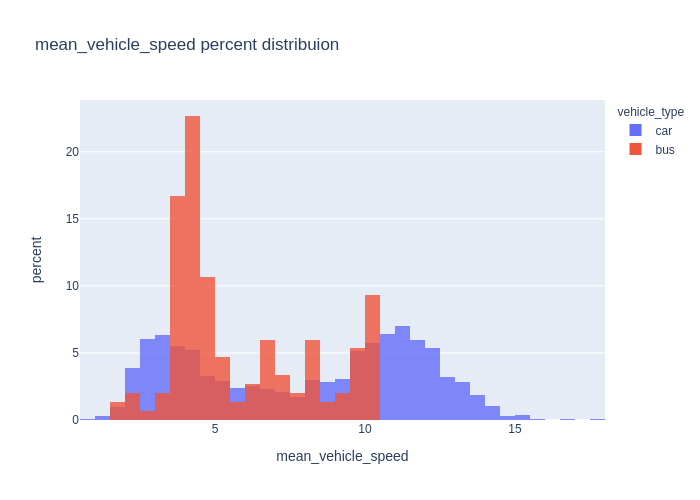 mean_vehicle_speed percent distribuion
vehicle_type
car
bus
percent
20
15
10
5
0
5
10
15
mean_vehicle_speed